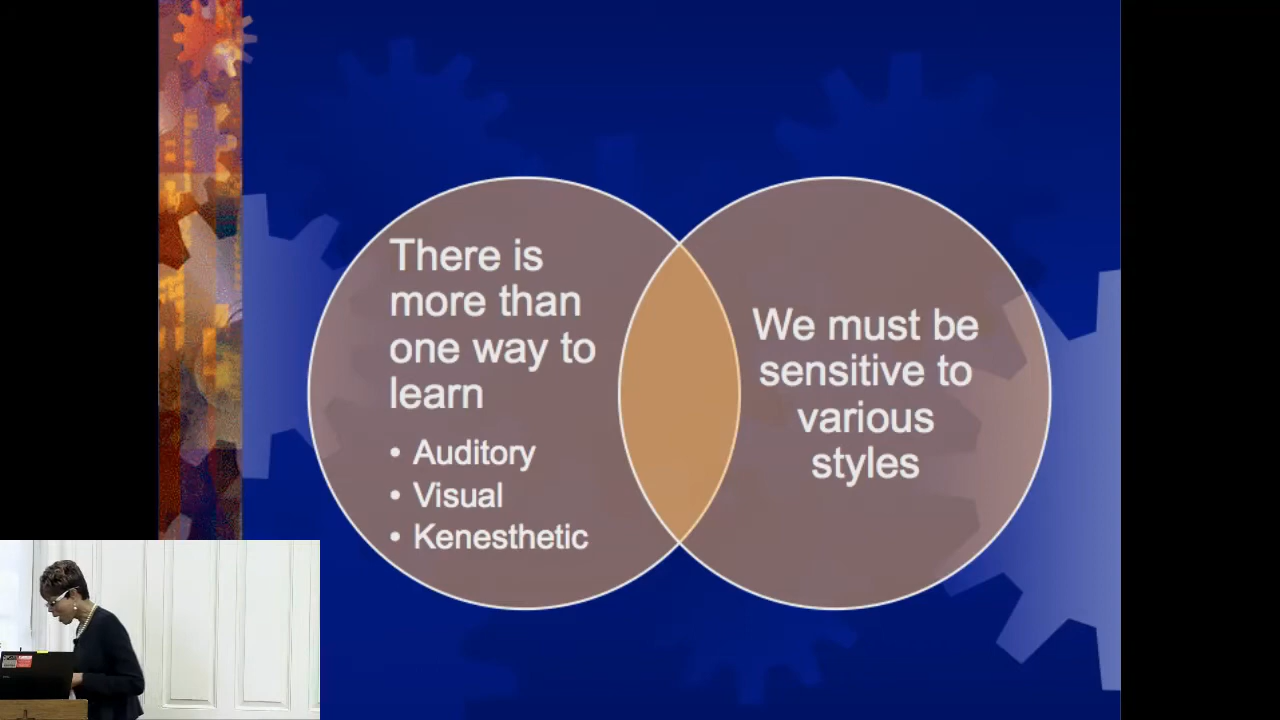 There is
more than
one way to
learn
• Auditory
• Visual
• Kenesthetic
We must be
sensitive to
various
styles